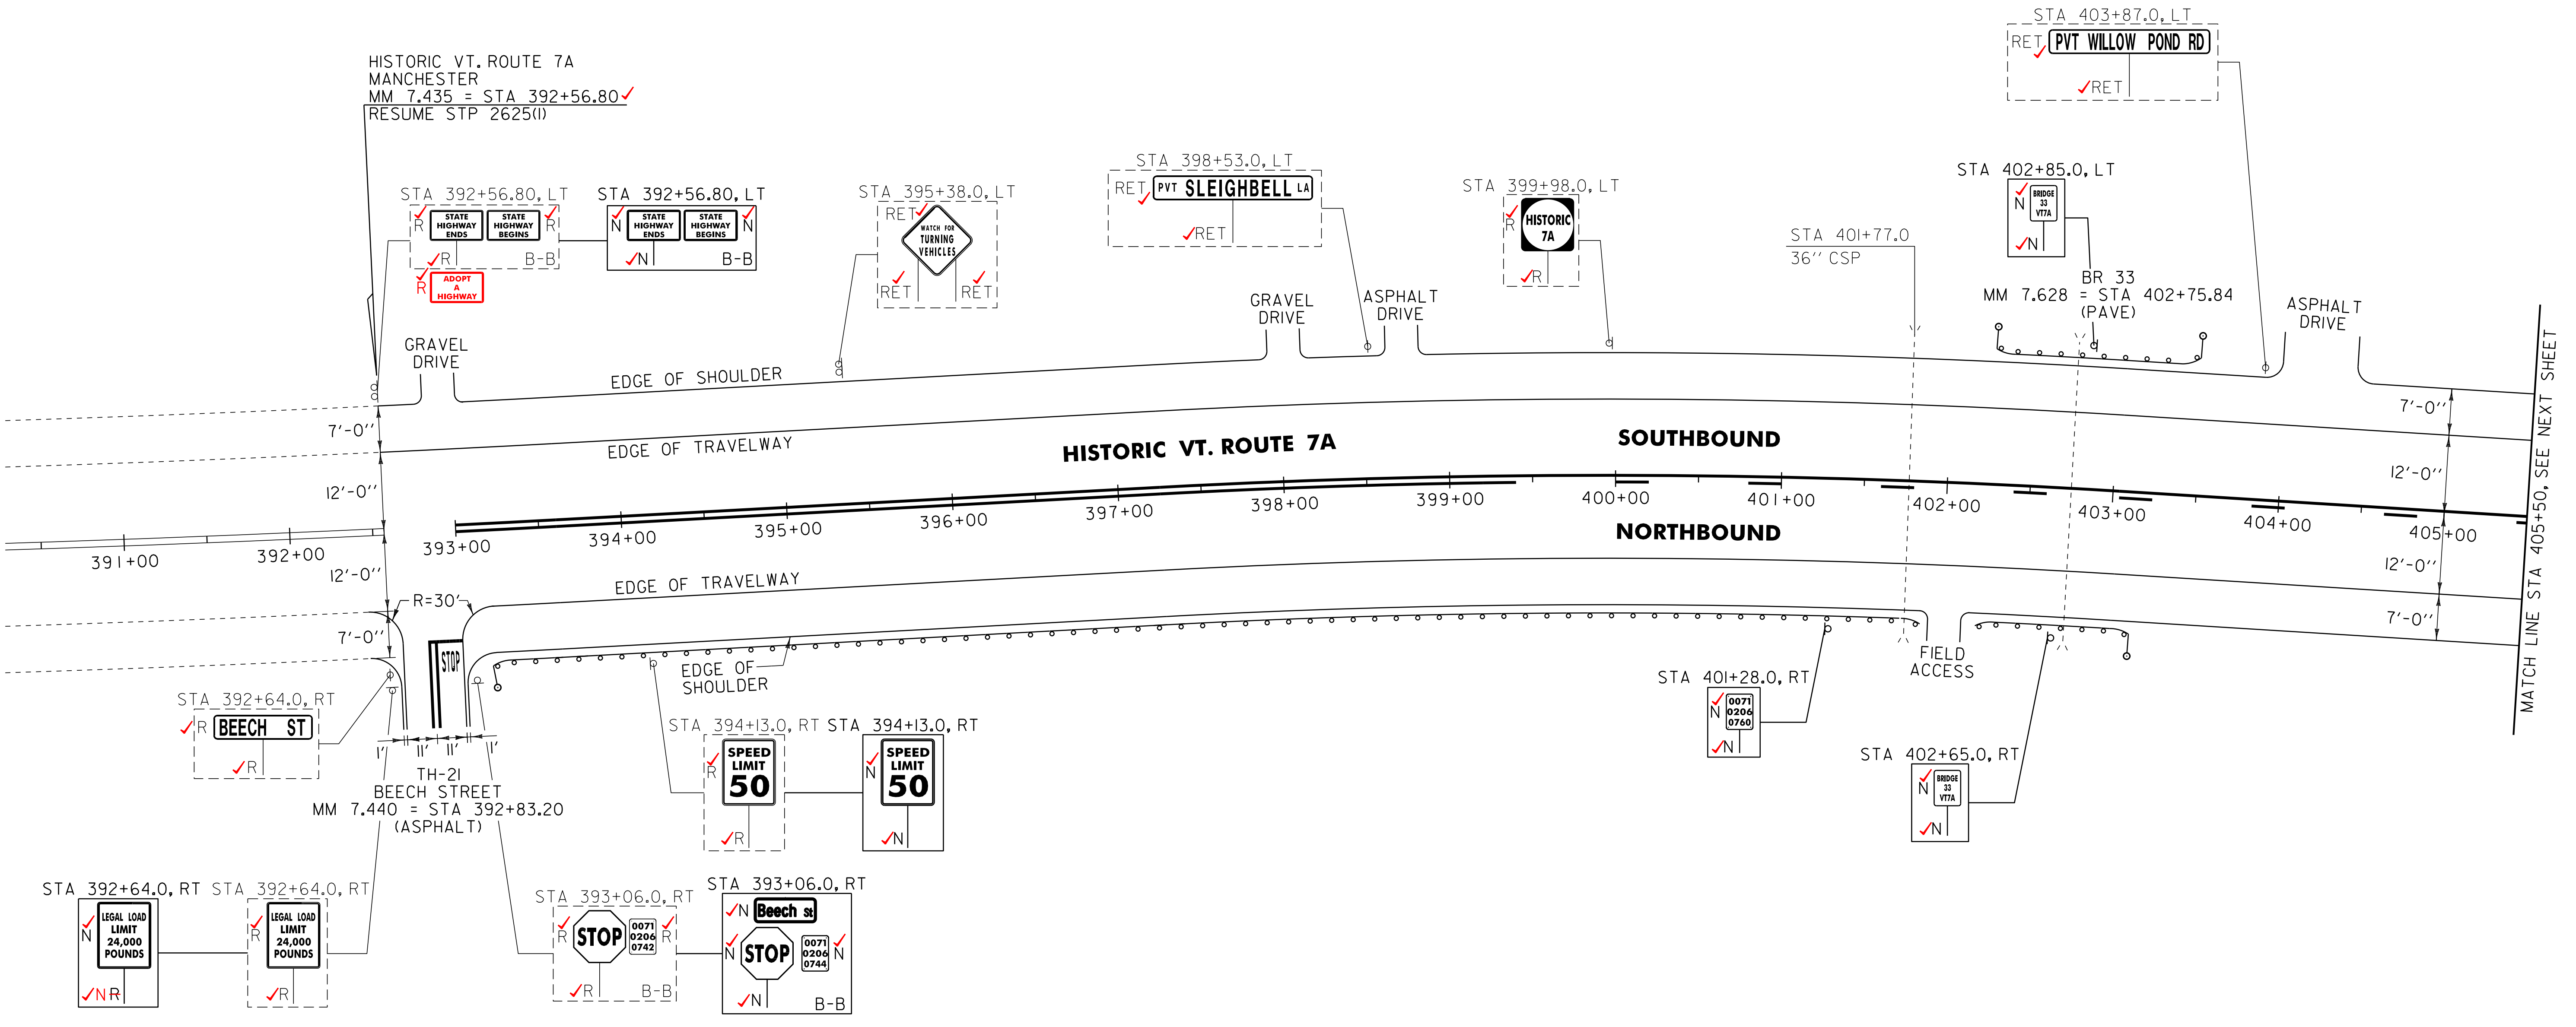 STA 403+87.0, LT
RET PVT WILLOW POND RD
RET
HISTORIC VT. ROUTE 7A
MANCHESTER
MM 7.435 = STA 392+56.80
RESUME STP 2625(1)
STA 392+56.80, LT
R STATE HIGHWAY ENDS STATE HIGHWAY BEGINS R
R B-B
R ADOPT A HIGHWAY
STA 392+56.80, LT
N STATE HIGHWAY ENDS STATE HIGHWAY BEGINS N
N B-B
STA 395+38.0, LT
RET
WATCH FOR
TURNING
VEHICLES
RET RET
STA 398+53.0, LT
RET PVT SLEIGHBELL LA
RET
STA 399+98.0, LT
R HISTORIC
7A
R
STA 401+77.0
36" CSP
STA 402+85.0, LT
N BRIDGE
33
VT7A
N
BR 33
MM 7.628 = STA 402+75.84
(PAVE)
GRAVEL
DRIVE
GRAVEL
DRIVE
ASPHALT
DRIVE
ASPHALT
DRIVE
EDGE OF SHOULDER
7'-0"
7'-0"
EDGE OF TRAVELWAY
HISTORIC VT. ROUTE 7A
SOUTHBOUND
12'-0"
12'-0"
391+00
392+00
393+00
394+00
395+00
396+00
397+00
398+00
399+00
400+00
401+00
402+00
403+00
404+00
405+00
NORTHBOUND
12'-0"
12'-0"
EDGE OF TRAVELWAY
R=30'
7'-0"
7'-0"
STOP
EDGE OF
SHOULDER
FIELD
ACCESS
MATCH LINE STA 405+50, SEE NEXT SHEET
STA 392+64.0, RT
R BEECH ST
R
1' 11' 11' 1'
TH-21
BEECH STREET
MM 7.440 = STA 392+83.20
(ASPHALT)
STA 394+13.0, RT
R SPEED
LIMIT
50
R
STA 394+13.0, RT
N SPEED
LIMIT
50
N
STA 401+28.0, RT
N 0071
0206
0760
N
STA 402+65.0, RT
N BRIDGE
33
VT7A
N
STA 392+64.0, RT
N LEGAL LOAD
LIMIT
24,000
POUNDS
N R
STA 392+64.0, RT
R LEGAL LOAD
LIMIT
24,000
POUNDS
R
STA 393+06.0, RT
R STOP 0071
0206
0742 R
R B-B
STA 393+06.0, RT
N Beech St
N STOP 0071
0206
0744 N
N B-B